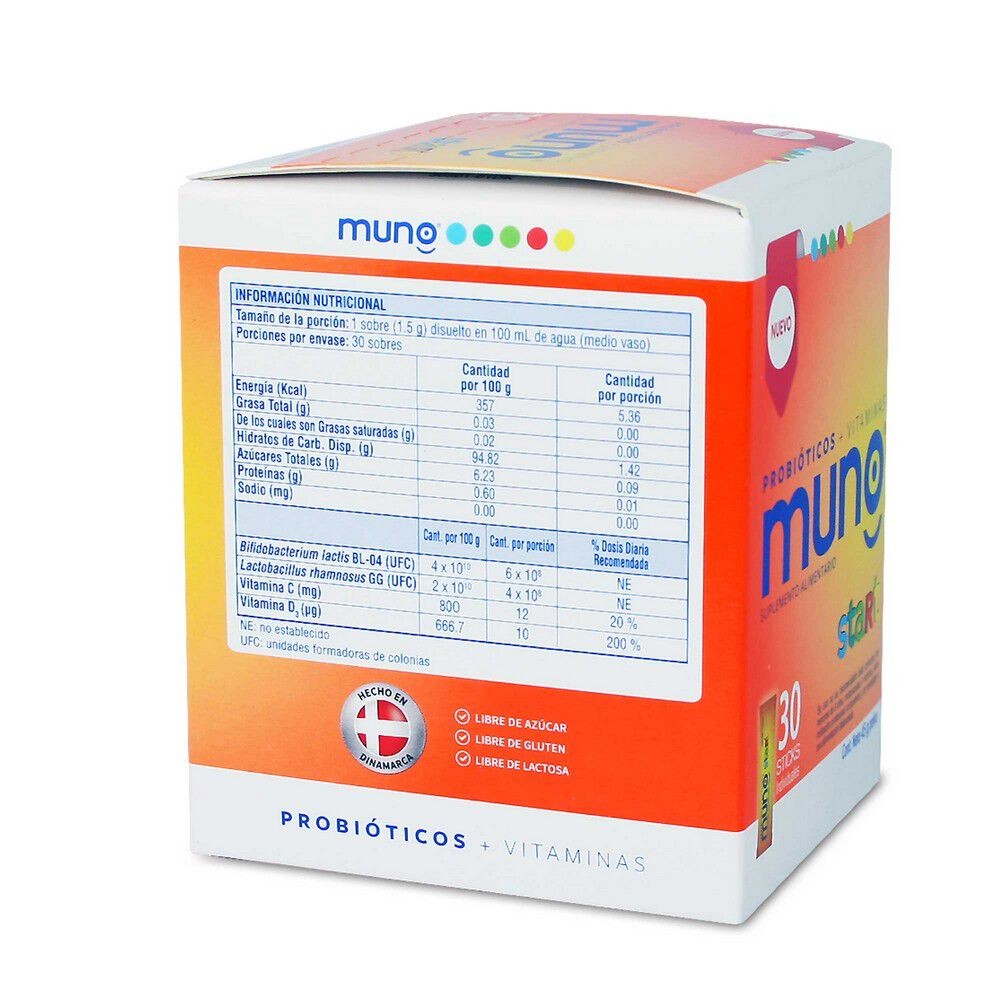 muno
muno
INFORMACIÓN NUTRICIONAL
Tamaño de la porción: 1 sobre (1.5 g) disuelto en 100 mL de agua (medio vaso)
Porciones por envase: 30 sobres
Cantidad por 100 g Cantidad por porción
Energía (Kcal) 357 5.36
Grasa Total (g) 0.03 0.00
De los cuales son Grasas saturadas (g) 0.02 0.00
Hidratos de Carb. Disp. (g) 94.82 1.42
Azúcares Totales (g) 6.23 0.09
Proteínas (g) 0.60 0.01
Sodio (mg) 0.00 0.00
Cant. por 100 g Cant. por porción % Dosis Diaria Recomendada
Bifidobacterium lactis BL-04 (UFC) 4 x 10¹⁰ 6 x 10⁸ NE
Lactobacillus rhamnosus GG (UFC) 2 x 10¹⁰ 4 x 10⁸ NE
Vitamina C (mg) 800 12 20 %
Vitamina D₃ (µg) 666.7 10 200 %
NE: no establecido
UFC: unidades formadoras de colonias
HECHO EN
DINAMARCA
LIBRE DE AZÚCAR
LIBRE DE GLUTEN
LIBRE DE LACTOSA
PROBIÓTICOS + VITAMINAS
NUEVO
PROBIÓTICOS + VITAMINAS
muno
SUPLEMENTO ALIMENTARIO
start
30
STICKS
individuales
muno start